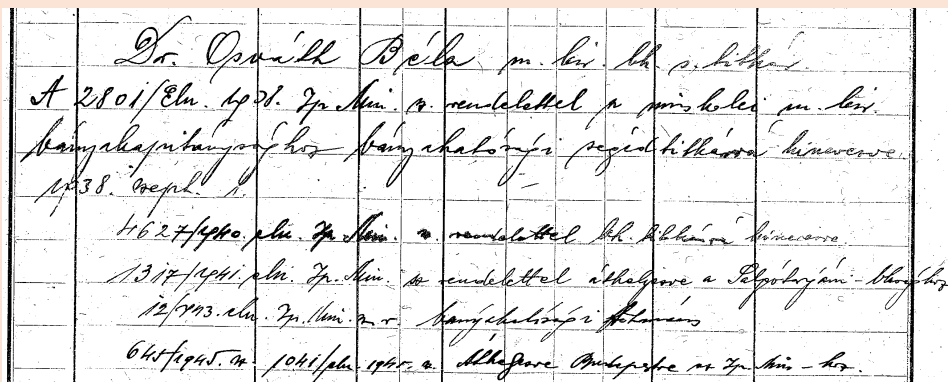 Dr. Osváth Béla m. kir. bh. s. titkár.
A 2801/Eln. 1938. Ip. Min. sz. rendelettel a miskolci m. kir.
bányakapitánysághoz bányahatósági segédtitkárrá kinevezve.
1938. szept. 1.
4627/1940. eln. Ip. Min. sz. rendelettel bh. titkárrá kinevezve
1317/1941. eln. Ip. Min. sz rendelettel áthelyezve a Salgótarjáni-
12/943. eln. Ip. Min. sz. r. bányahatósági
645/1945. sz. 1041/eln. 1945. sz. Áthelyezve Budapestre az Ip. Min-hoz.